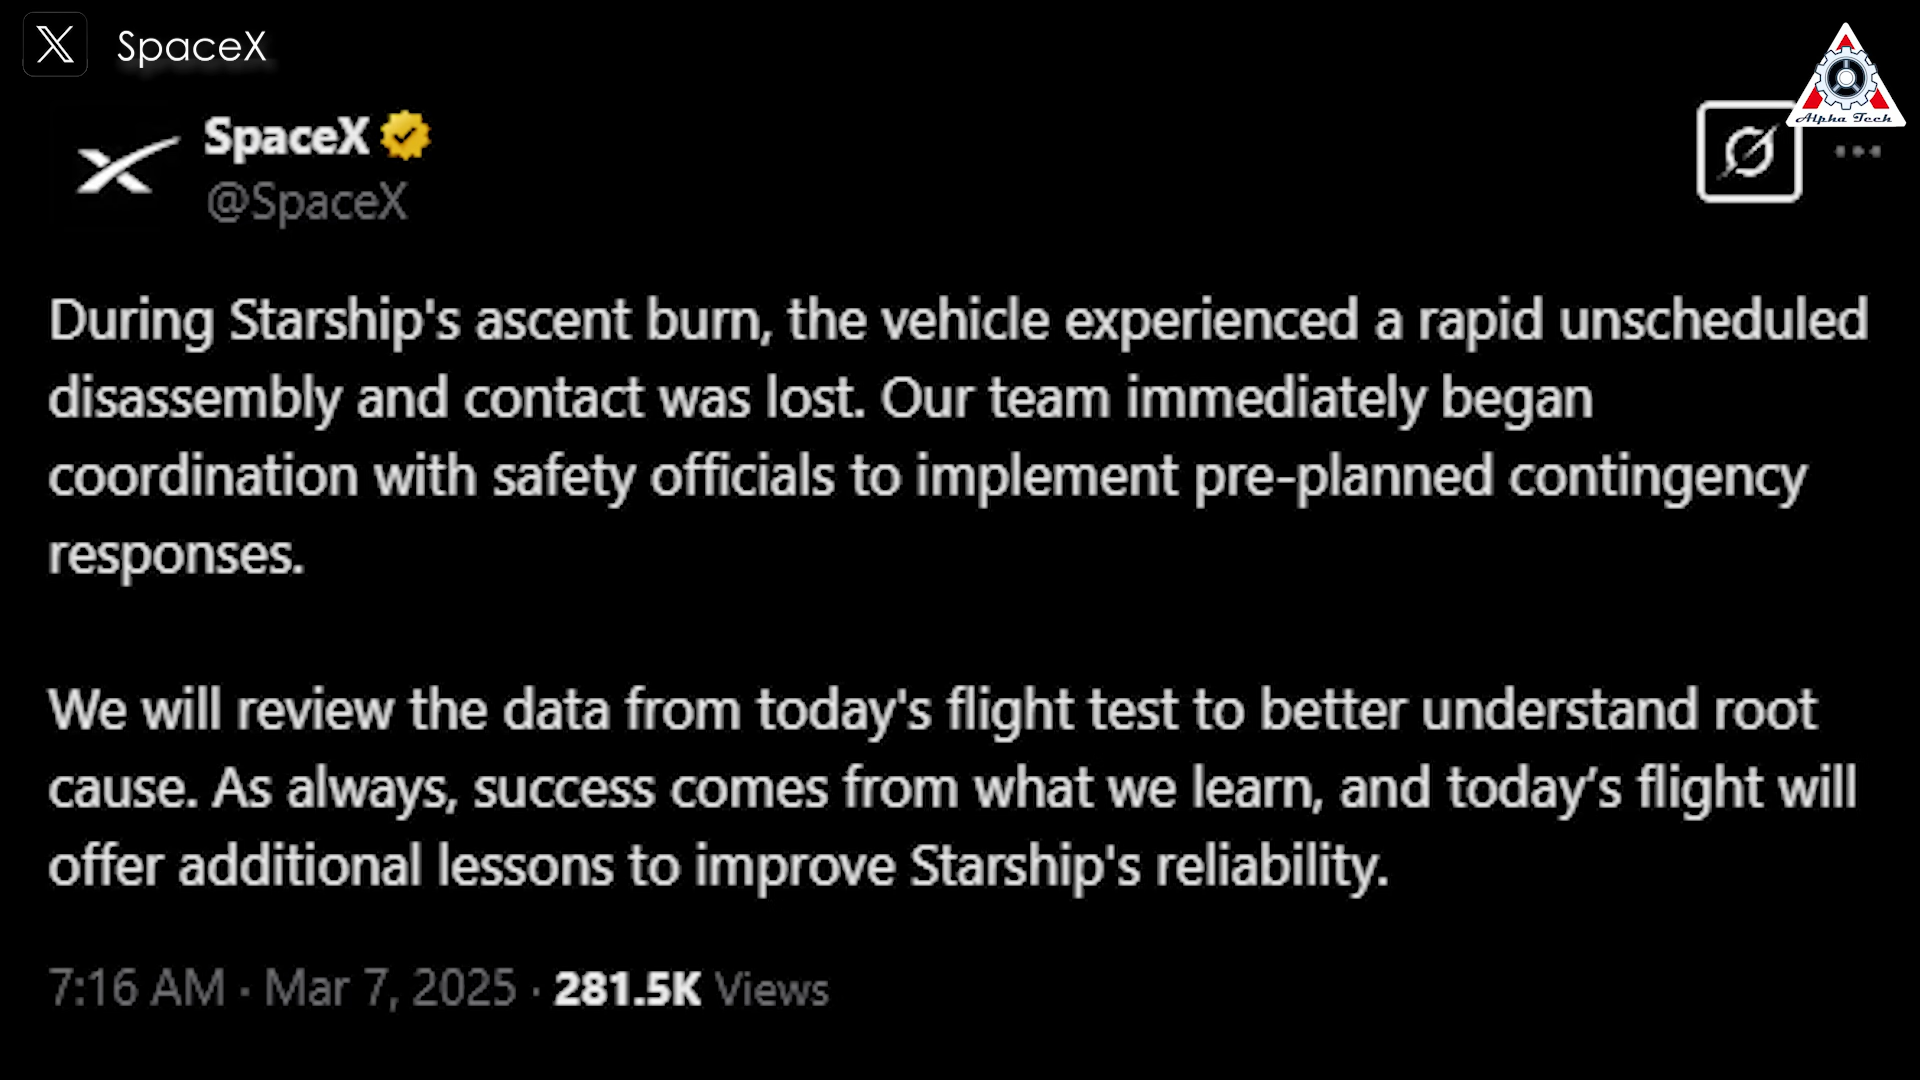 SpaceX
Alpha Tech
SpaceX
@SpaceX
During Starship's ascent burn, the vehicle experienced a rapid unscheduled
disassembly and contact was lost. Our team immediately began
coordination with safety officials to implement pre-planned contingency
responses.
We will review the data from today's flight test to better understand root
cause. As always, success comes from what we learn, and today’s flight will
offer additional lessons to improve Starship's reliability.
7:16 AM · Mar 7, 2025 · 281.5K Views